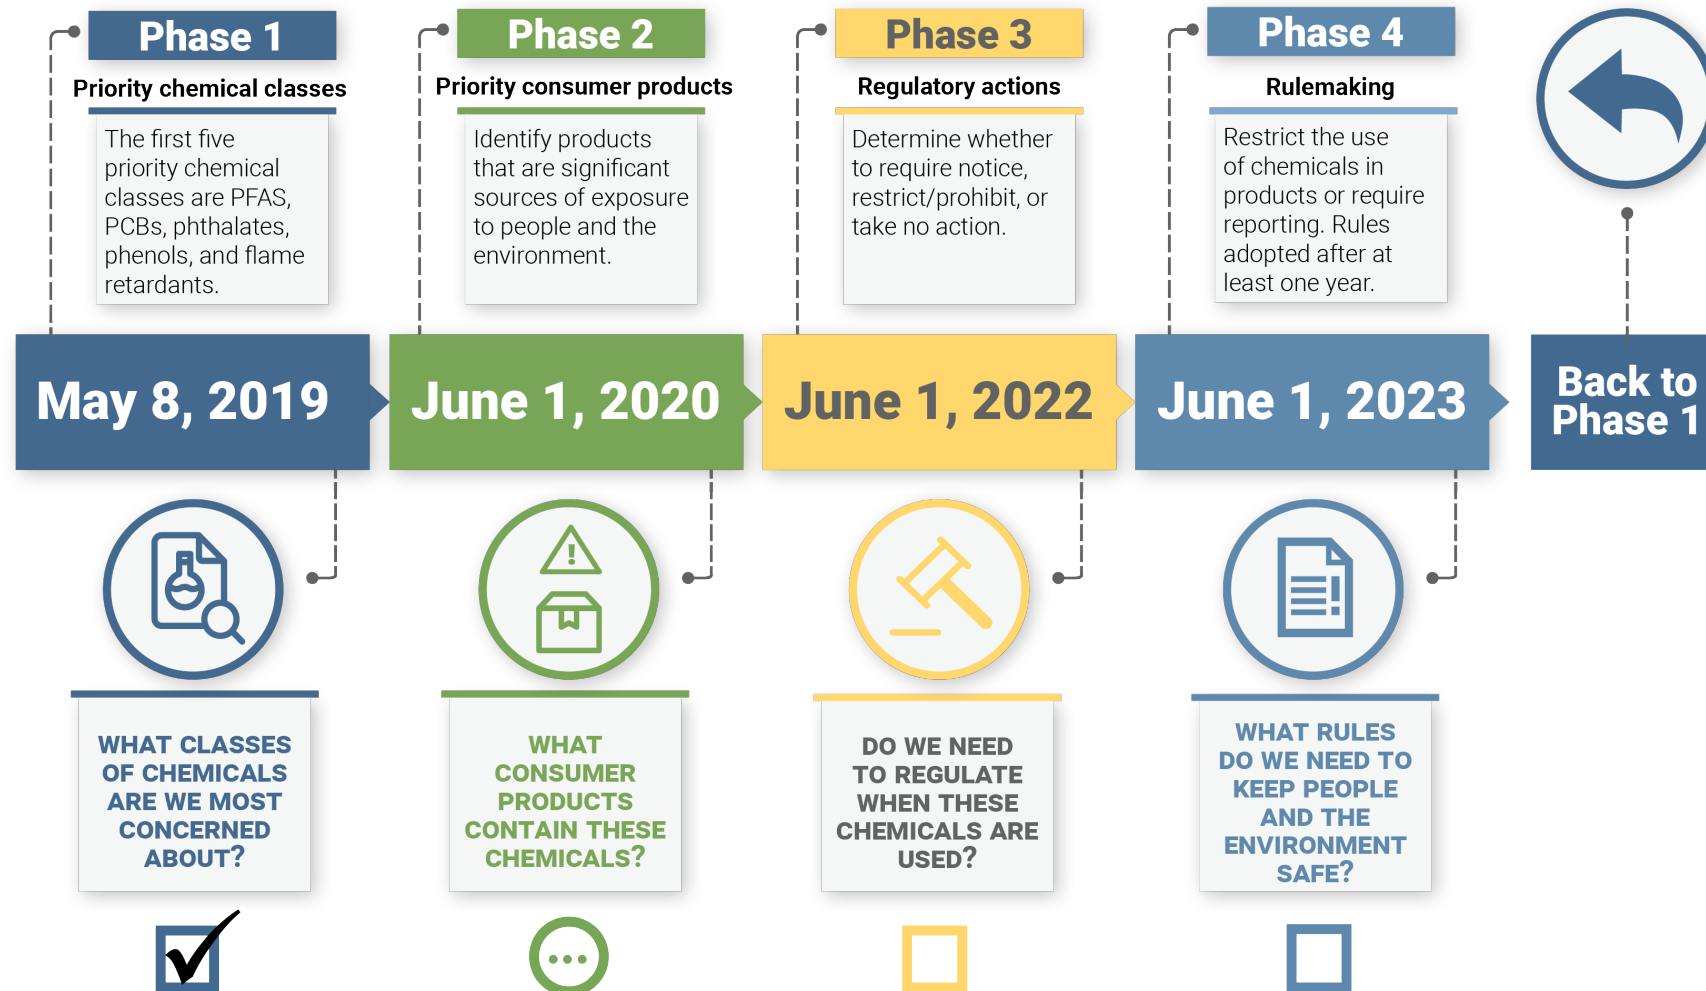 Phase 1
Priority chemical classes
The first five
priority chemical
classes are PFAS,
PCBs, phthalates,
phenols, and flame
retardants.
Phase 2
Priority consumer products
Identify products
that are significant
sources of exposure
to people and the
environment.
Phase 3
Regulatory actions
Determine whether
to require notice,
restrict/prohibit, or
take no action.
Phase 4
Rulemaking
Restrict the use
of chemicals in
products or require
reporting. Rules
adopted after at
least one year.
May 8, 2019
June 1, 2020
June 1, 2022
June 1, 2023
Back to
Phase 1
WHAT CLASSES
OF CHEMICALS
ARE WE MOST
CONCERNED
ABOUT?
WHAT
CONSUMER
PRODUCTS
CONTAIN THESE
CHEMICALS?
DO WE NEED
TO REGULATE
WHEN THESE
CHEMICALS ARE
USED?
WHAT RULES
DO WE NEED TO
KEEP PEOPLE
AND THE
ENVIRONMENT
SAFE?